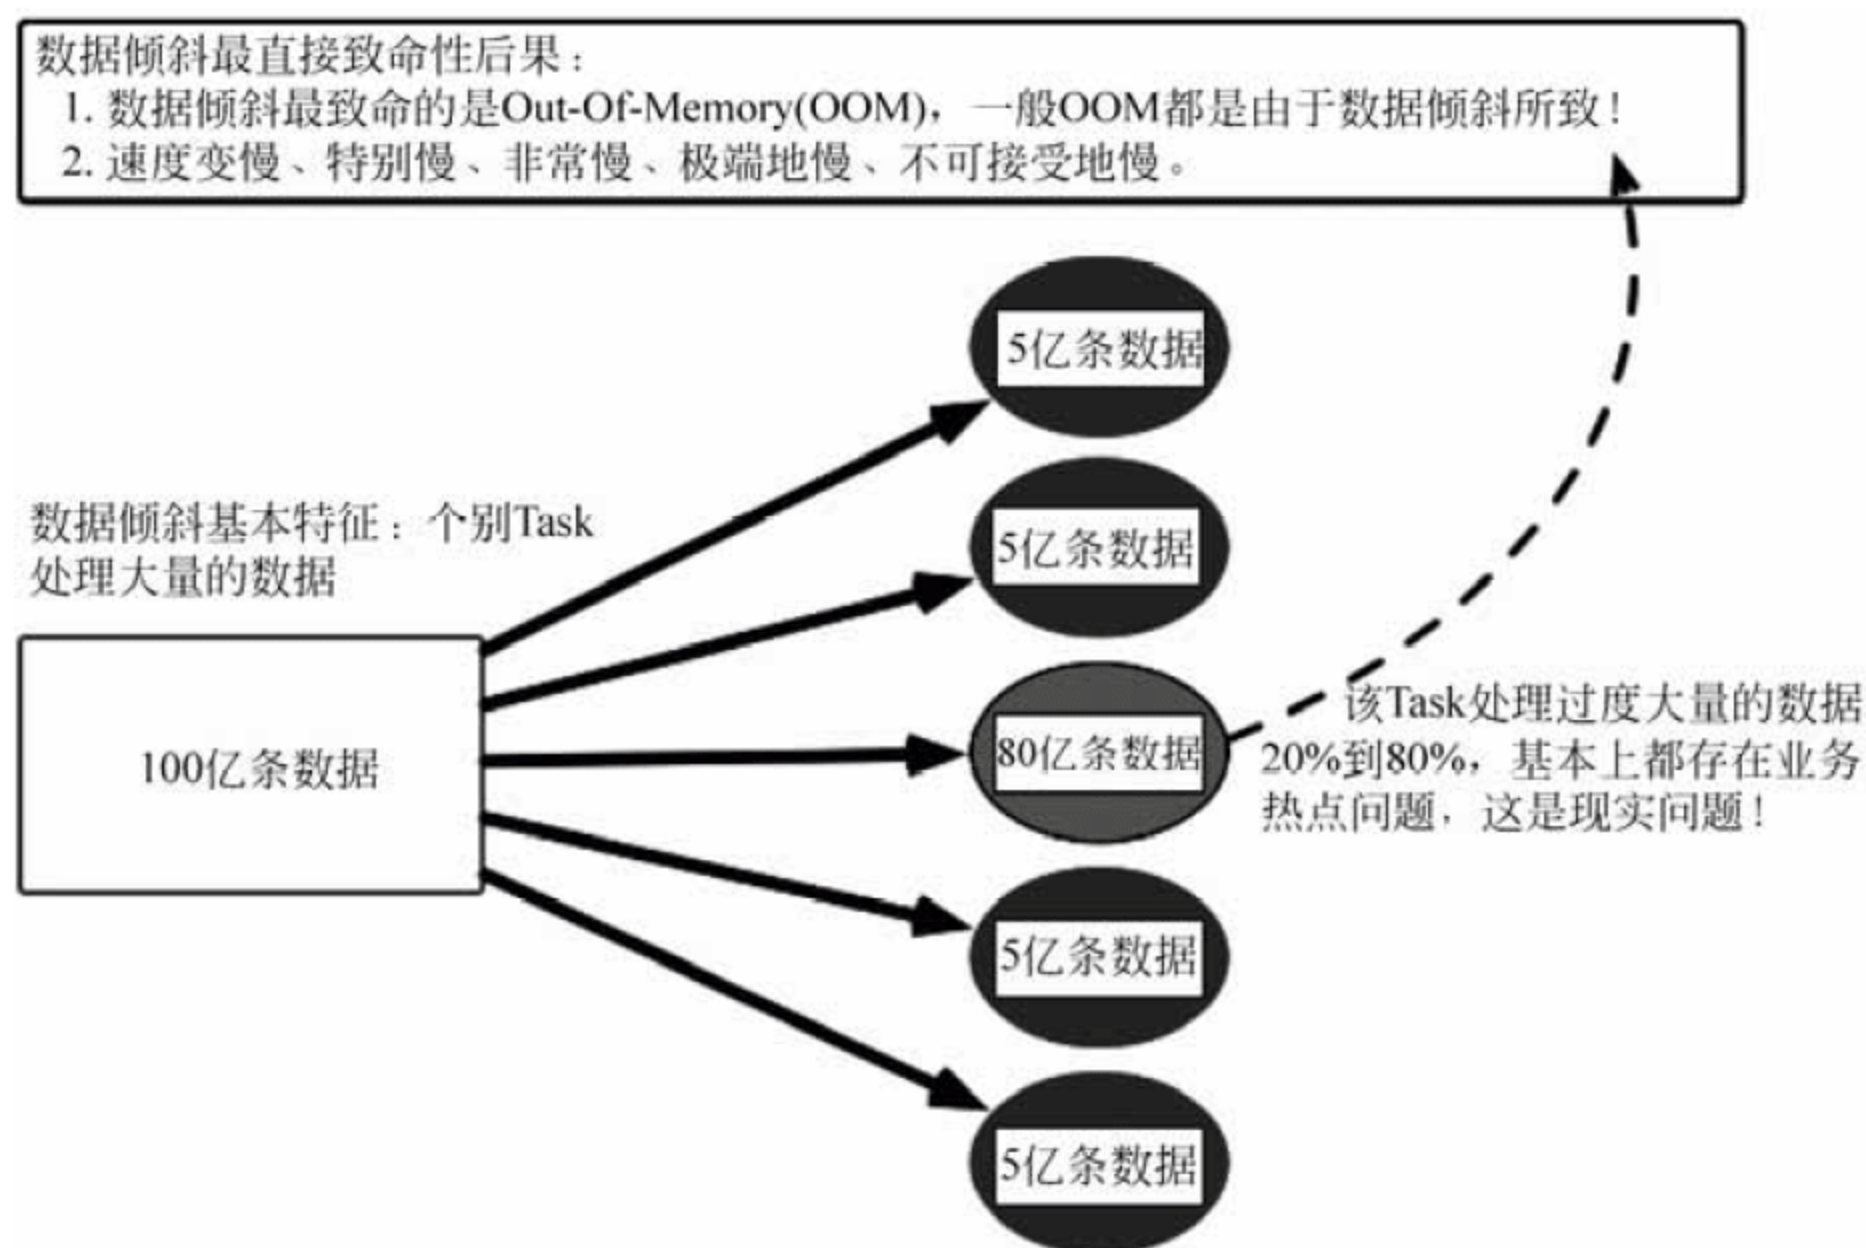 数据倾斜最直接致命性后果：
1. 数据倾斜最致命的是Out-Of-Memory(OOM)，一般OOM都是由于数据倾斜所致！
2. 速度变慢、特别慢、非常慢、极端地慢、不可接受地慢。
5亿条数据
数据倾斜基本特征：个别Task
处理大量的数据
5亿条数据
100亿条数据
80亿条数据
该Task处理过度大量的数据
20%到80%，基本上都存在业务
热点问题，这是现实问题！
5亿条数据
5亿条数据